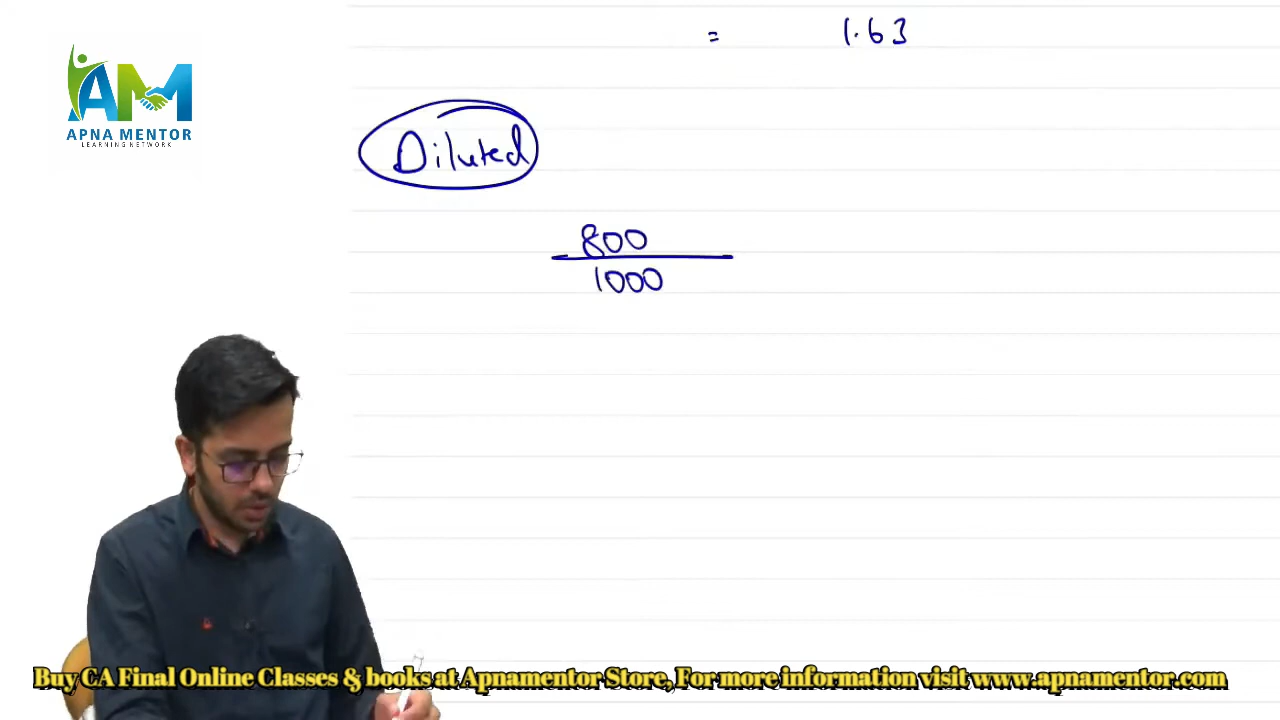 = 1.63
AM
APNA MENTOR
LEARNING NETWORK
Diluted
800
1000
Buy CA Final Online Classes & books at Apnamentor Store, For more information visit www.apnamentor.com